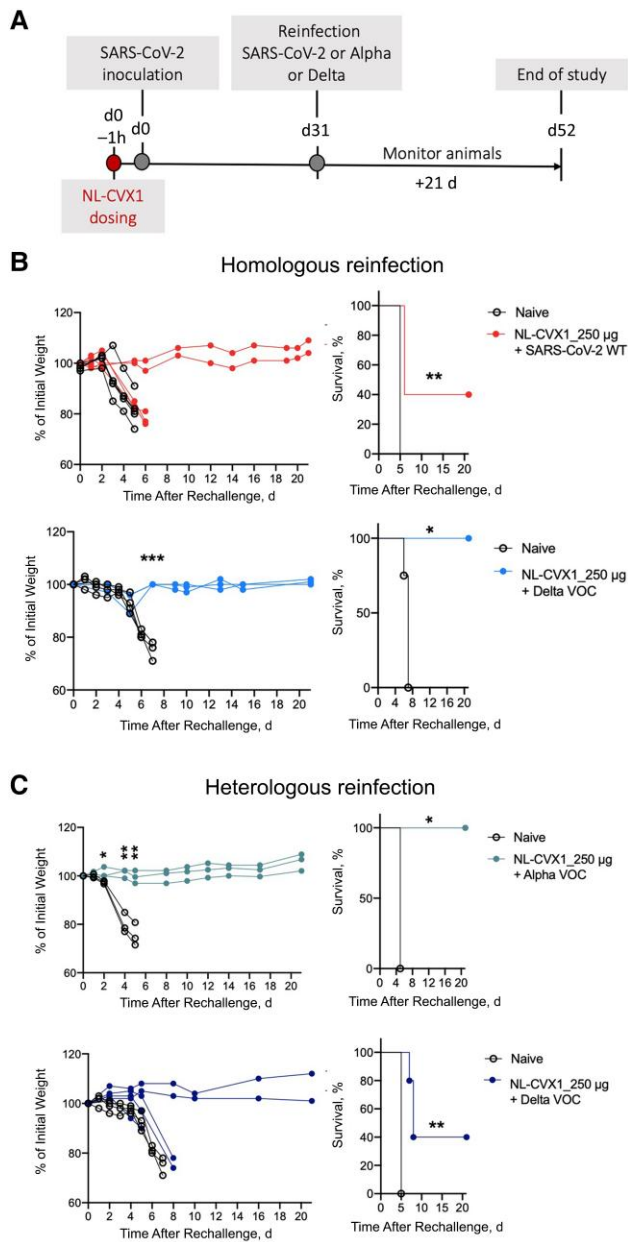 A
SARS-CoV-2
inoculation
Reinfection
SARS-CoV-2 or Alpha
or Delta
End of study
d0
–1h
d0
d31
d52
Monitor animals
+21 d
NL-CVX1
dosing
B
Homologous reinfection
% of Initial Weight
120
100
80
60
0 2 4 6 8 10 12 14 16 18 20
Time After Rechallenge, d
Survival, %
100
80
60
40
20
0
**
0 5 10 15 20
Time After Rechallenge, d
Naive
NL-CVX1_250 µg
+ SARS-CoV-2 WT
% of Initial Weight
120
100
80
60
***
0 2 4 6 8 10 12 14 16 18 20
Time After Rechallenge, d
Survival, %
100
50
0
*
0 4 8 12 16 20
Time After Rechallenge, d
Naive
NL-CVX1_250 µg
+ Delta VOC
C
Heterologous reinfection
% of Initial Weight
120
100
80
60
* ** **
0 2 4 6 8 10 12 14 16 18 20
Time After Rechallenge, d
Survival, %
100
50
0
*
0 4 8 12 16 20
Time After Rechallenge, d
Naive
NL-CVX1_250 µg
+ Alpha VOC
% of Initial Weight
120
100
80
60
0 2 4 6 8 10 12 14 16 18 20
Time After Rechallenge, d
Survival, %
100
80
60
40
20
0
**
0 5 10 15 20
Time After Rechallenge, d
Naive
NL-CVX1_250 µg
+ Delta VOC